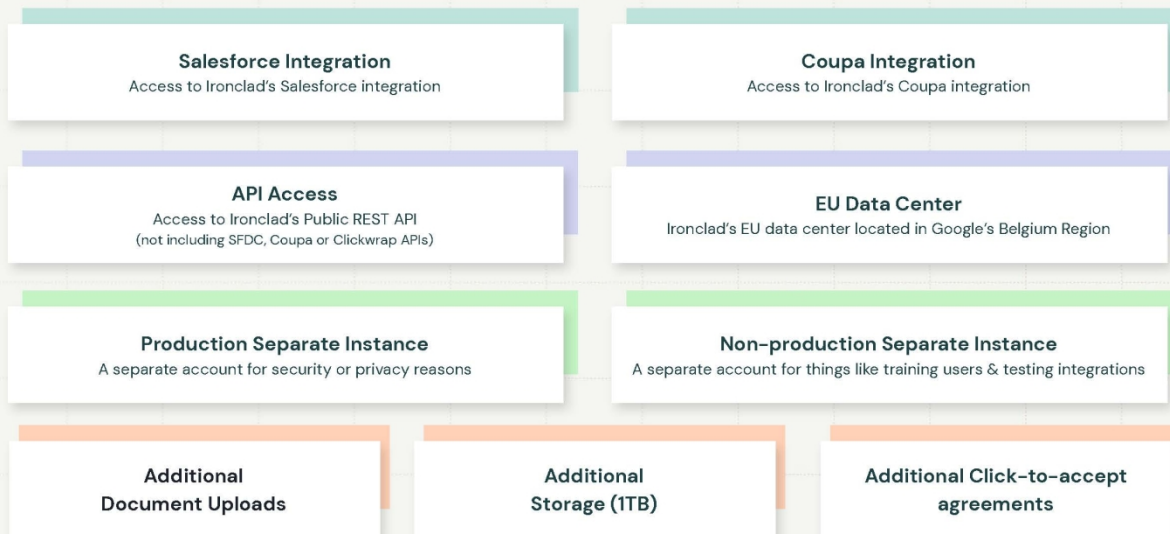 Salesforce Integration
Access to Ironclad's Salesforce integration
Coupa Integration
Access to Ironclad's Coupa integration
API Access
Access to Ironclad's Public REST API
(not including SFDC, Coupa or Clickwrap APIs)
EU Data Center
Ironclad's EU data center located in Google's Belgium Region
Production Separate Instance
A separate account for security or privacy reasons
Non-production Separate Instance
A separate account for things like training users & testing integrations
Additional
Document Uploads
Additional
Storage (1TB)
Additional Click-to-accept
agreements